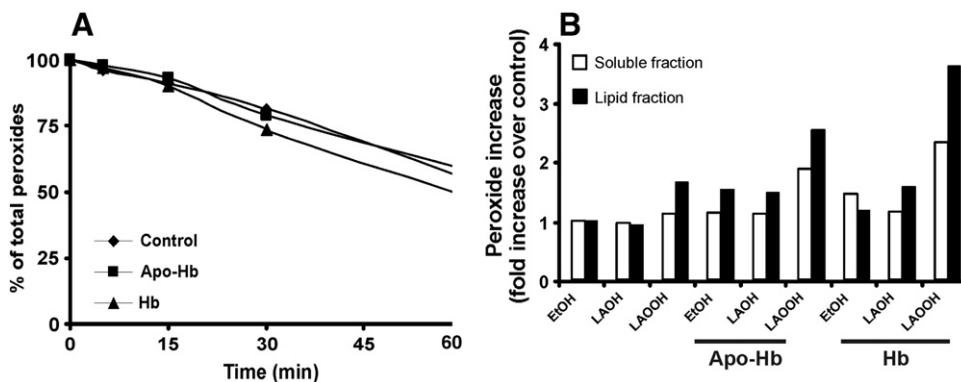 A
% of total peroxides
100
75
50
25
0
Control
Apo-Hb
Hb
0
15
30
45
60
Time (min)
B
Peroxide increase
(fold increase over control)
4
3
2
1
0
Soluble fraction
Lipid fraction
EtOH
LAOH
LAOOH
EtOH
LAOH
LAOOH
EtOH
LAOH
LAOOH
Apo-Hb
Hb